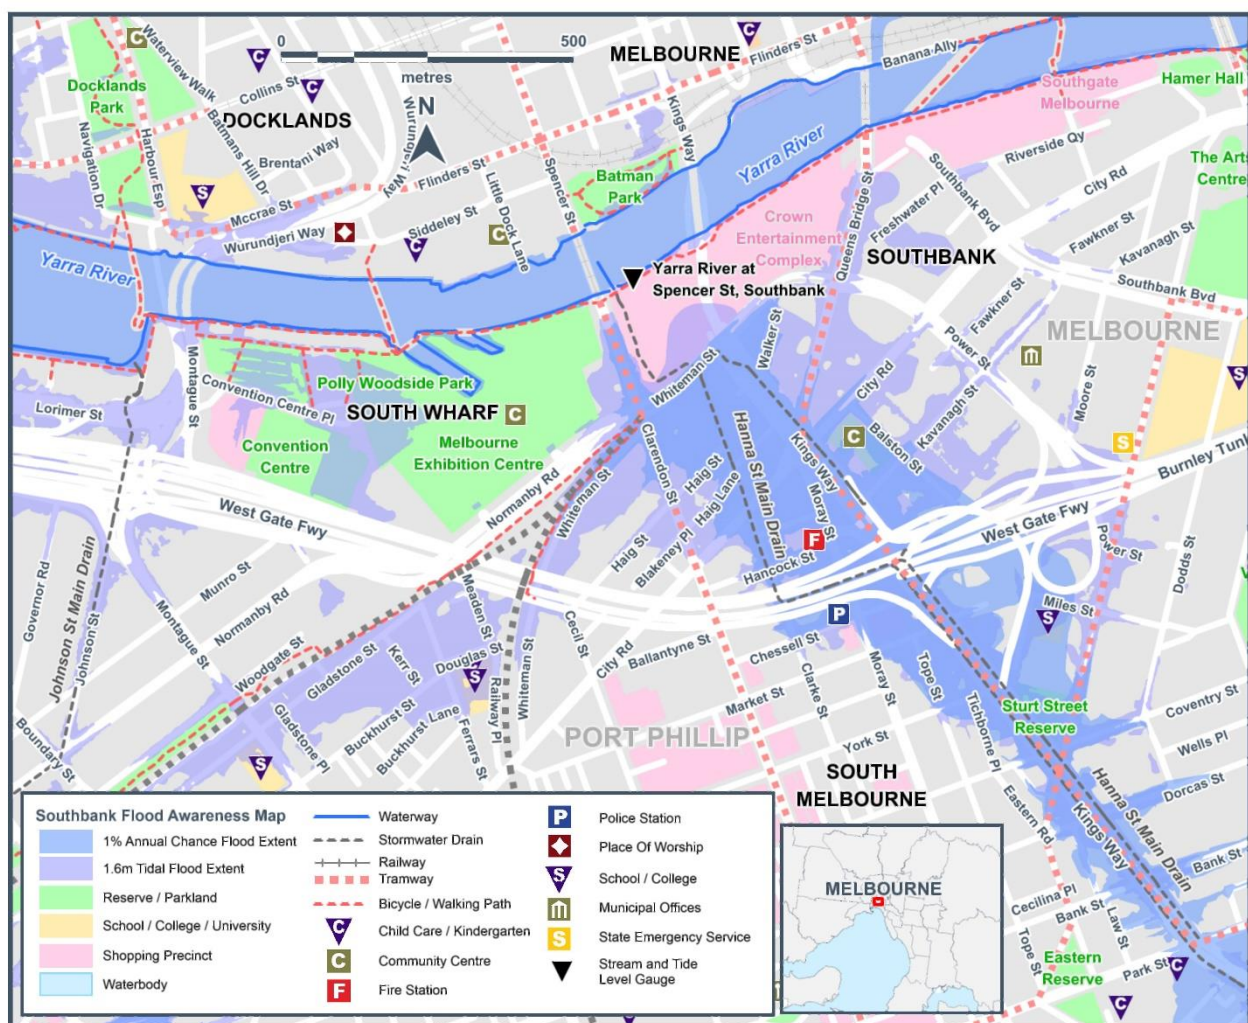 0
500
metres
MELBOURNE
Flinders St
Banana Ally
Southgate
Melbourne
Hamer Hall
Waterview Walk
Collins St
Docklands
Park
DOCKLANDS
Batmans Hill Dr
Wurundjeri Way
N
Kings Way
Yarra River
Riverside Qy
The Arts
Centre
Navigation Dr
Harbour Esp
Brentani Way
Flinders St
Little Dock Lane
Spencer St
Batman
Park
City Rd
Mccrae St
Siddeley St
Wurundjeri Way
Crown
Entertainment
Complex
Queens Bridge St
Freshwater Pl
Southbank Bvd
Fawkner St
Kavanagh St
SOUTHBANK
Yarra River
Yarra River at
Spencer St, Southbank
Southbank Bvd
Fawkner St
Power St
MELBOURNE
Montague St
Walker St
Whiteman St
City Rd
Moore St
Polly Woodside Park
Convention Centre Pl
Lorimer St
SOUTH WHARF
Convention
Centre
Melbourne
Exhibition Centre
Clarendon St
Kavanagh St
Balston St
Kings Way
Hanna St Main Drain
Burnley Tunl
Normanby Rd
Whiteman St
Haig St
Haig Lane
Moray St
West Gate Fwy
West Gate Fwy
Haig St
Blakeney Pl
Hancock St
Power St
Dodds St
Governor Rd
Johnson St Main Drain
Johnson St
Munro St
Normanby Rd
Montague St
Meaden St
Cecil St
City Rd
Ballantyne St
Chessell St
Miles St
Woodgate St
Gladstone St
Kerr St
Douglas St
Railway Pl
Whiteman St
Market St
Clarke St
Moray St
Tope St
Tichborne Pl
Sturt Street
Reserve
Coventry St
Wells Pl
Boundary St
Gladstone Pl
Buckhurst St
Buckhurst Lane
Ferrars St
PORT PHILLIP
York St
SOUTH
MELBOURNE
Eastern Rd
Kings Way
Hanna St Main Drain
Dorcas St
Bank St
Cecilina Pl
Bank St
Law St
Tope St
Eastern
Reserve
Park St
Southbank Flood Awareness Map
1% Annual Chance Flood Extent
1.6m Tidal Flood Extent
Reserve / Parkland
School / College / University
Shopping Precinct
Waterbody
Waterway
Stormwater Drain
Railway
Tramway
Bicycle / Walking Path
C Child Care / Kindergarten
C Community Centre
F Fire Station
P Police Station
Place Of Worship
S School / College
Municipal Offices
S State Emergency Service
Stream and Tide
Level Gauge
MELBOURNE